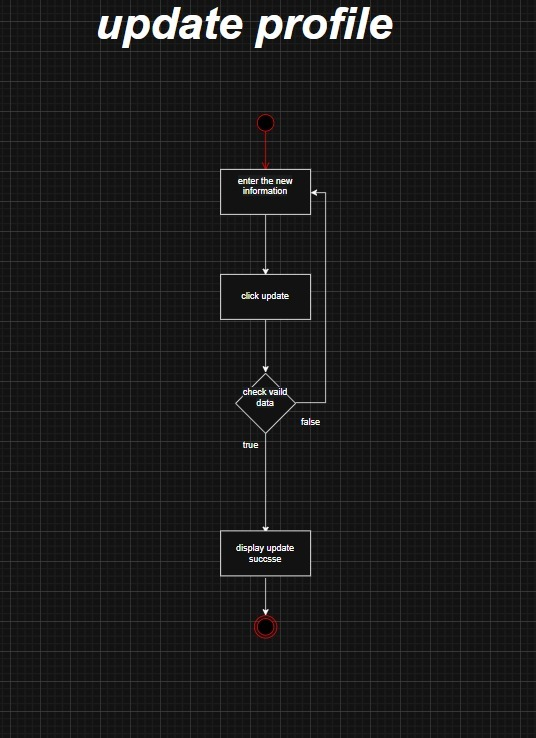 update profile
enter the new
information
click update
check vaild
data
false
true
display update
succsse